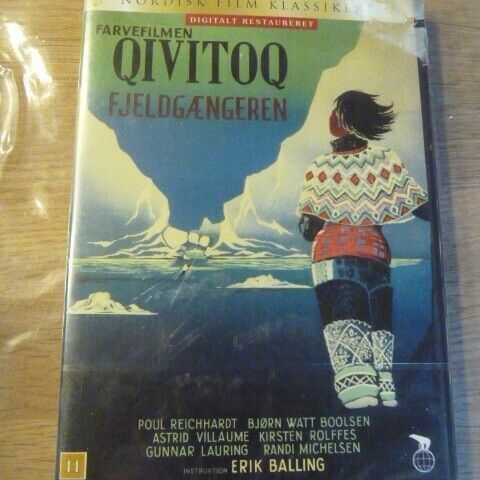 NORDISK FILM KLASSIKER
DIGITALT RESTAURERET
FARVEFILMEN
QIVITOQ
FJELDGÆNGEREN
POUL REICHHARDT BJØRN WATT BOOLSEN
ASTRID VILLAUME KIRSTEN ROLFFES
GUNNAR LAURING RANDI MICHELSEN
INSTRUKTION ERIK BALLING
11